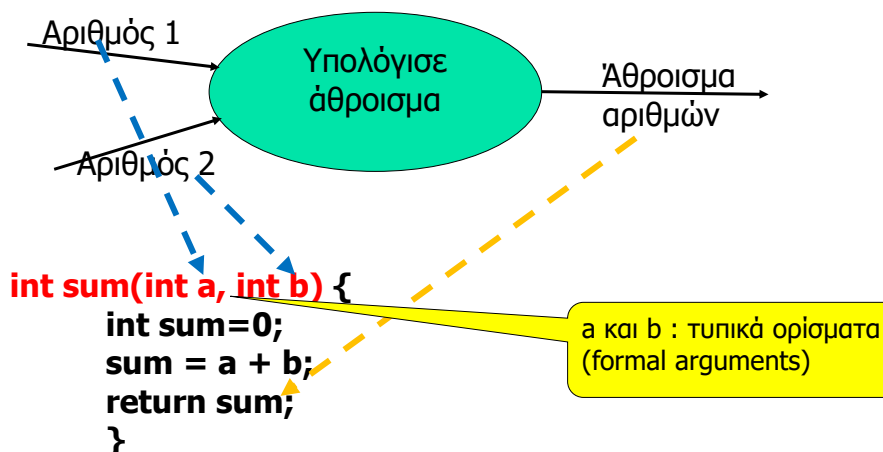 Αριθμός 1
Υπολόγισε
άθροισμα
Άθροισμα
αριθμών
Αριθμός 2
int sum(int a, int b) {
int sum=0;
sum = a + b;
return sum;
}
a και b : τυπικά ορίσματα
(formal arguments)